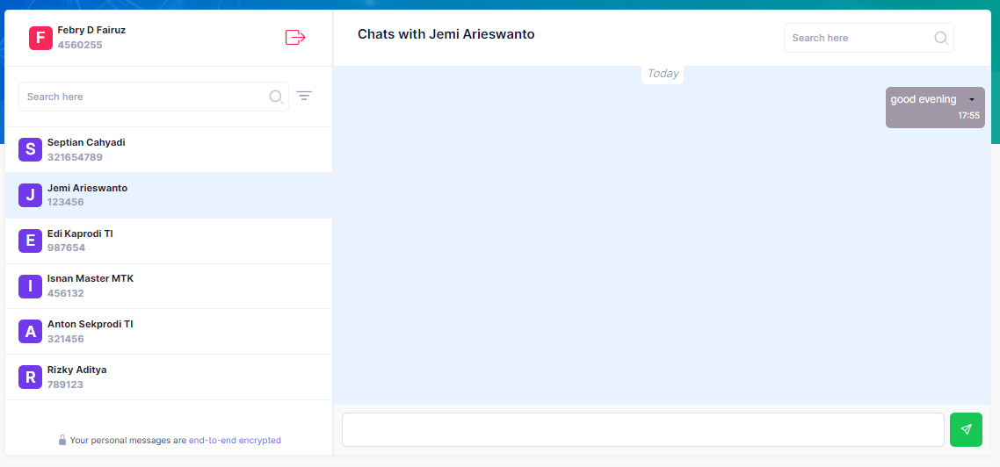 F
Febry D Fairuz
4560255
Search here
S
Septian Cahyadi
321654789
J
Jemi Arieswanto
123456
E
Edi Kaprodi TI
987654
I
Isnan Master MTK
456132
A
Anton Sekprodi TI
321456
R
Rizky Aditya
789123
Your personal messages are end-to-end encrypted
Chats with Jemi Arieswanto
Search here
Today
good evening
17:55